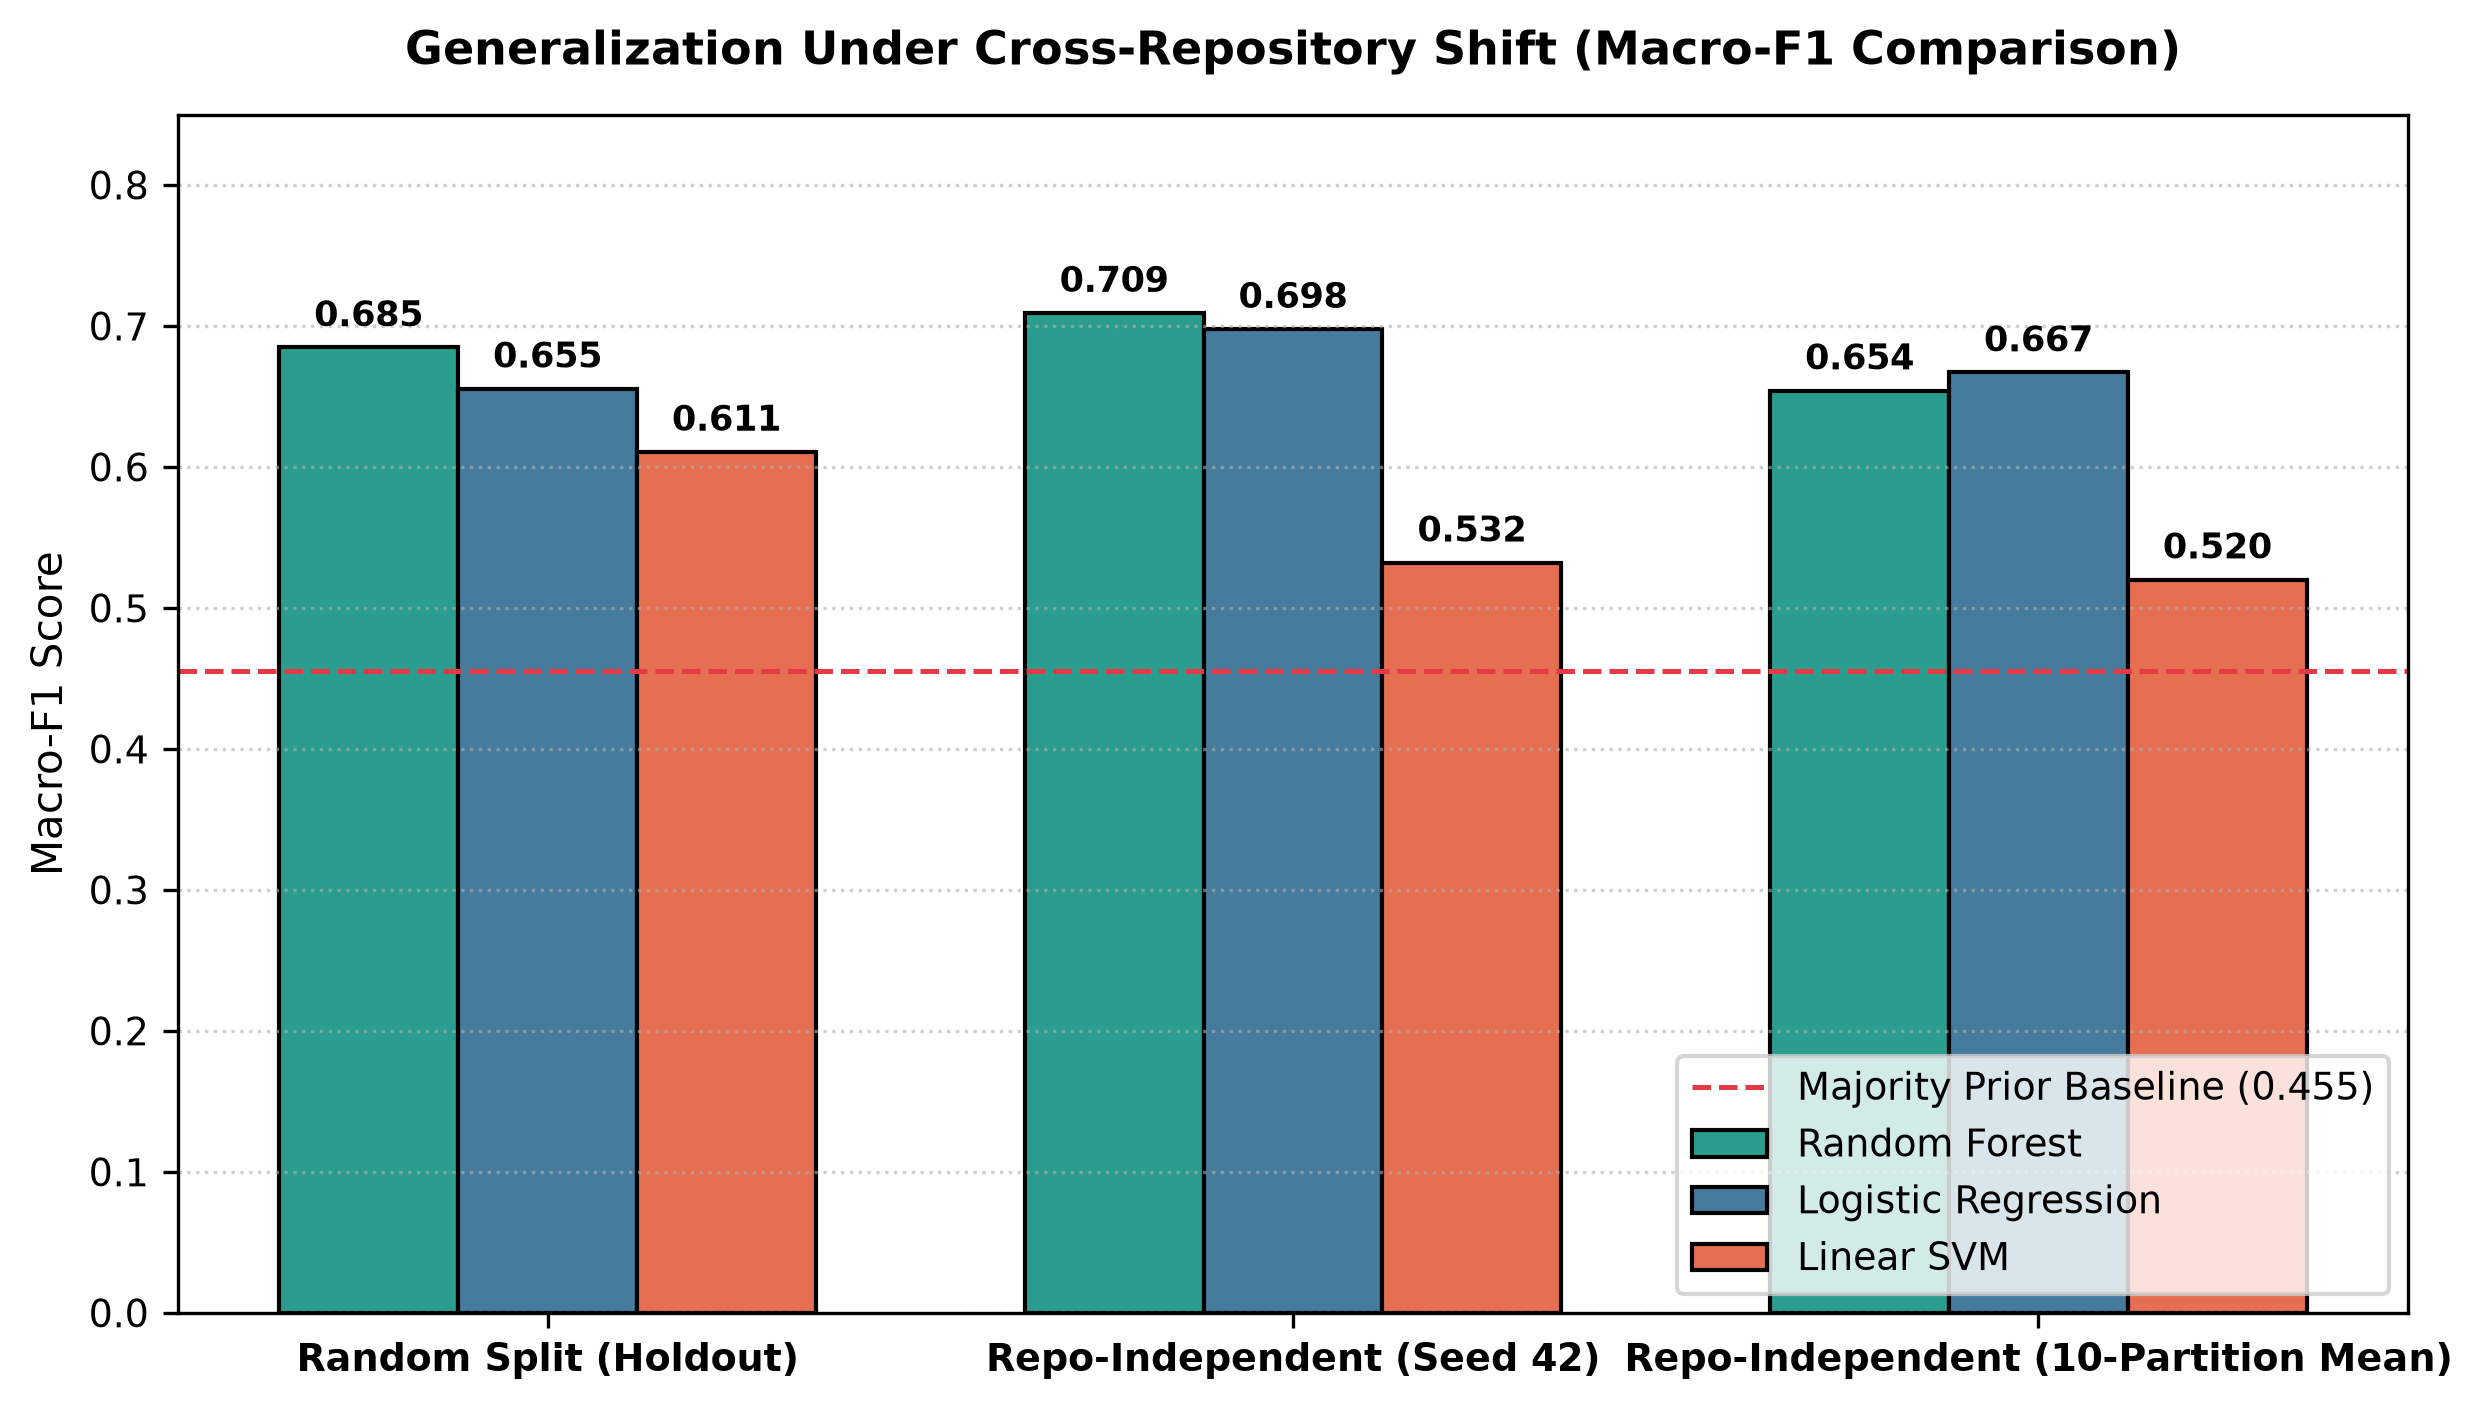 Generalization Under Cross-Repository Shift (Macro-F1 Comparison)
Macro-F1 Score
0.8
0.7
0.6
0.5
0.4
0.3
0.2
0.1
0.0
0.685
0.655
0.611
0.709
0.698
0.532
0.654
0.667
0.520
Majority Prior Baseline (0.455)
Random Forest
Logistic Regression
Linear SVM
Random Split (Holdout)
Repo-Independent (Seed 42)
Repo-Independent (10-Partition Mean)